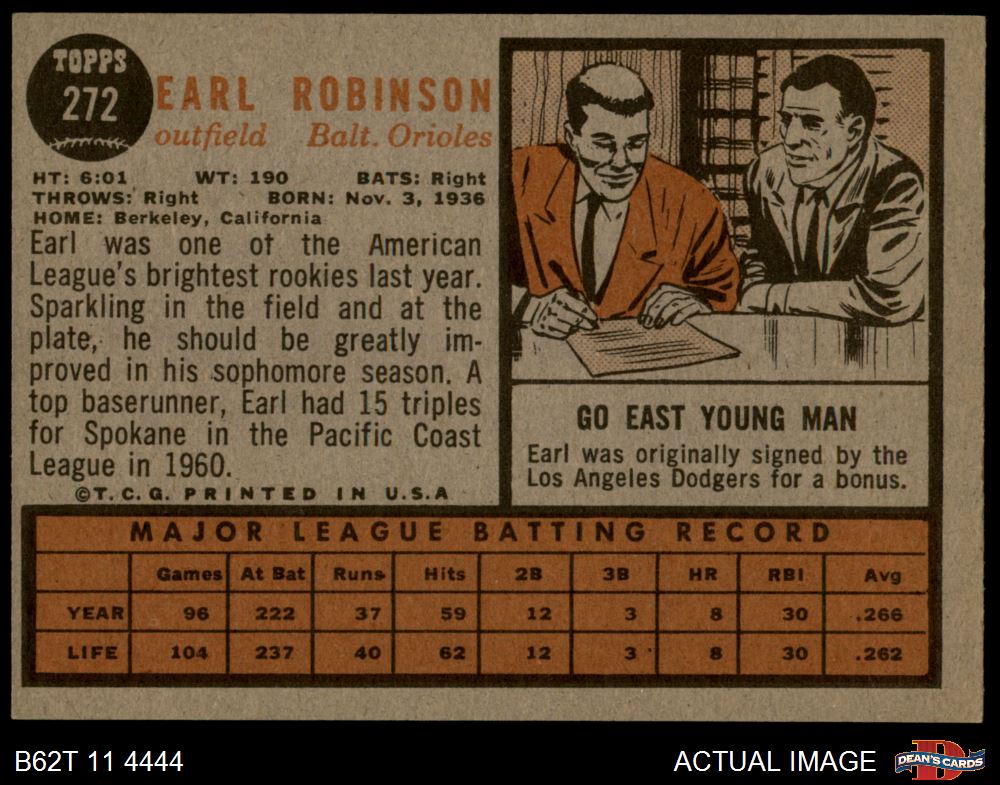 TOPPS
272
EARL ROBINSON
outfield Balt. Orioles
HT: 6:01 WT: 190 BATS: Right
THROWS: Right BORN: Nov. 3, 1936
HOME: Berkeley, California
Earl was one of the American
League's brightest rookies last year.
Sparkling in the field and at the
plate, he should be greatly im-
proved in his sophomore season. A
top baserunner, Earl had 15 triples
for Spokane in the Pacific Coast
League in 1960.
©T.C.G. PRINTED IN U.S.A
GO EAST YOUNG MAN
Earl was originally signed by the
Los Angeles Dodgers for a bonus.
MAJOR LEAGUE BATTING RECORD
Games At Bat Runs Hits 2B 3B HR RBI Avg
YEAR 96 222 37 59 12 3 8 30 .266
LIFE 104 237 40 62 12 3 8 30 .262
B62T 11 4444
ACTUAL IMAGE
D
DEAN'S CARDS